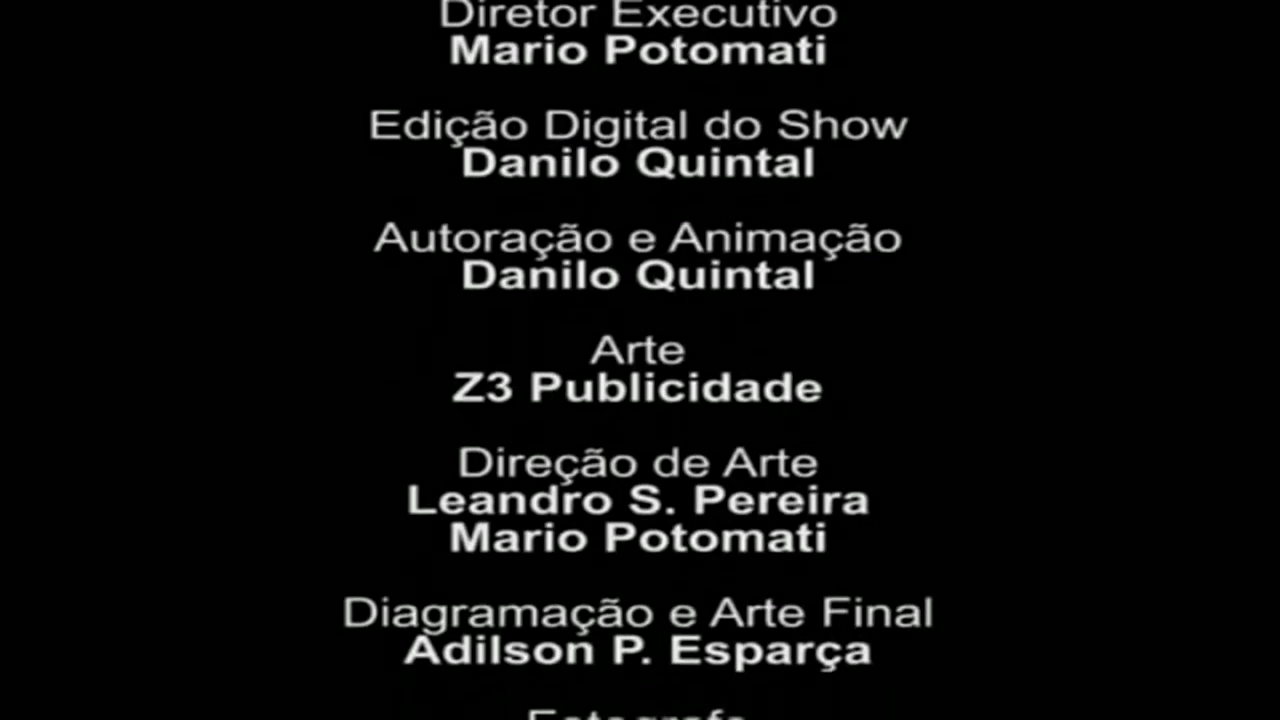 Diretor Executivo
Mario Potomati
Edição Digital do Show
Danilo Quintal
Autoração e Animação
Danilo Quintal
Arte
Z3 Publicidade
Direção de Arte
Leandro S. Pereira
Mario Potomati
Diagramação e Arte Final
Adilson P. Esparça